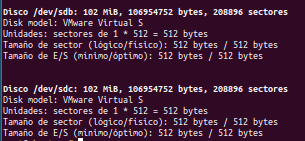 Disco /dev/sdb: 102 MiB, 106954752 bytes, 208896 sectores
Disk model: VMware Virtual S
Unidades: sectores de 1 * 512 = 512 bytes
Tamaño de sector (lógico/físico): 512 bytes / 512 bytes
Tamaño de E/S (mínimo/óptimo): 512 bytes / 512 bytes
Disco /dev/sdc: 102 MiB, 106954752 bytes, 208896 sectores
Disk model: VMware Virtual S
Unidades: sectores de 1 * 512 = 512 bytes
Tamaño de sector (lógico/físico): 512 bytes / 512 bytes
Tamaño de E/S (mínimo/óptimo): 512 bytes / 512 bytes